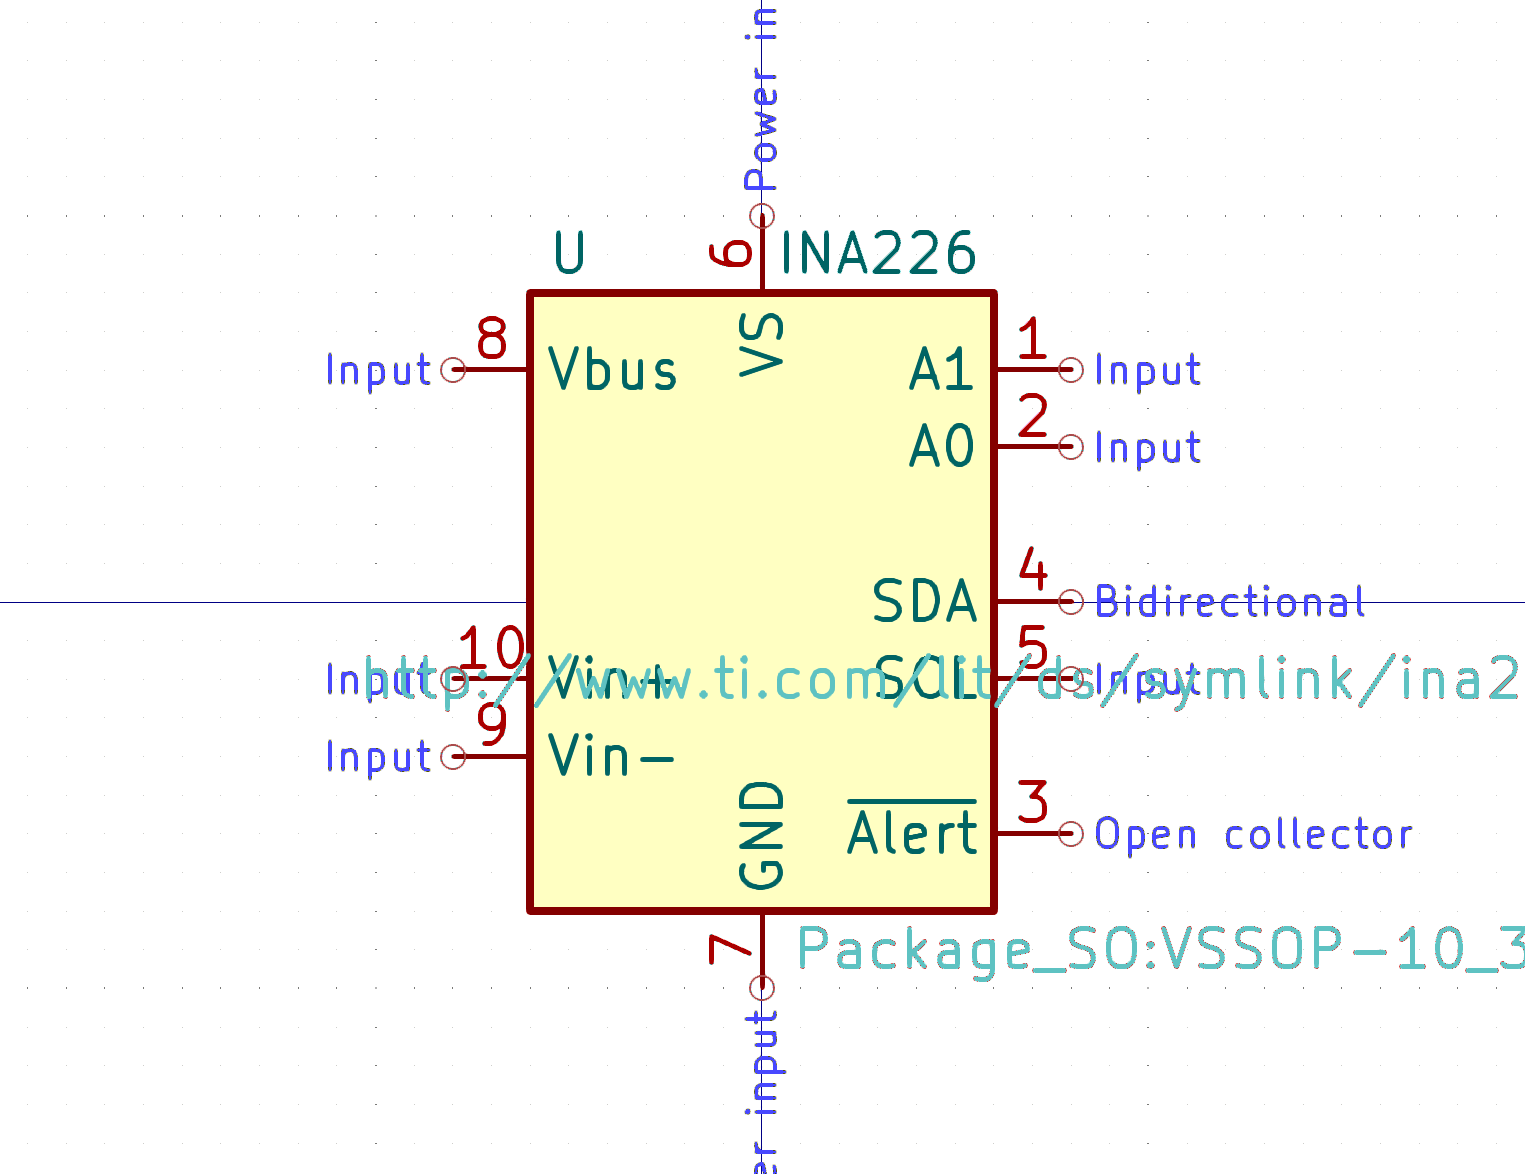 Power in
U
6
INA226
8
VS
1
Input
Vbus
A1
Input
2
A0
Input
4
SDA
Bidirectional
10
5
Input
Vin+
SCL
Input
http://www.ti.com/lit/ds/symlink/ina2
9
Input
Vin-
GND
3
Alert
Open collector
7
Package_SO:VSSOP-10_3
er input